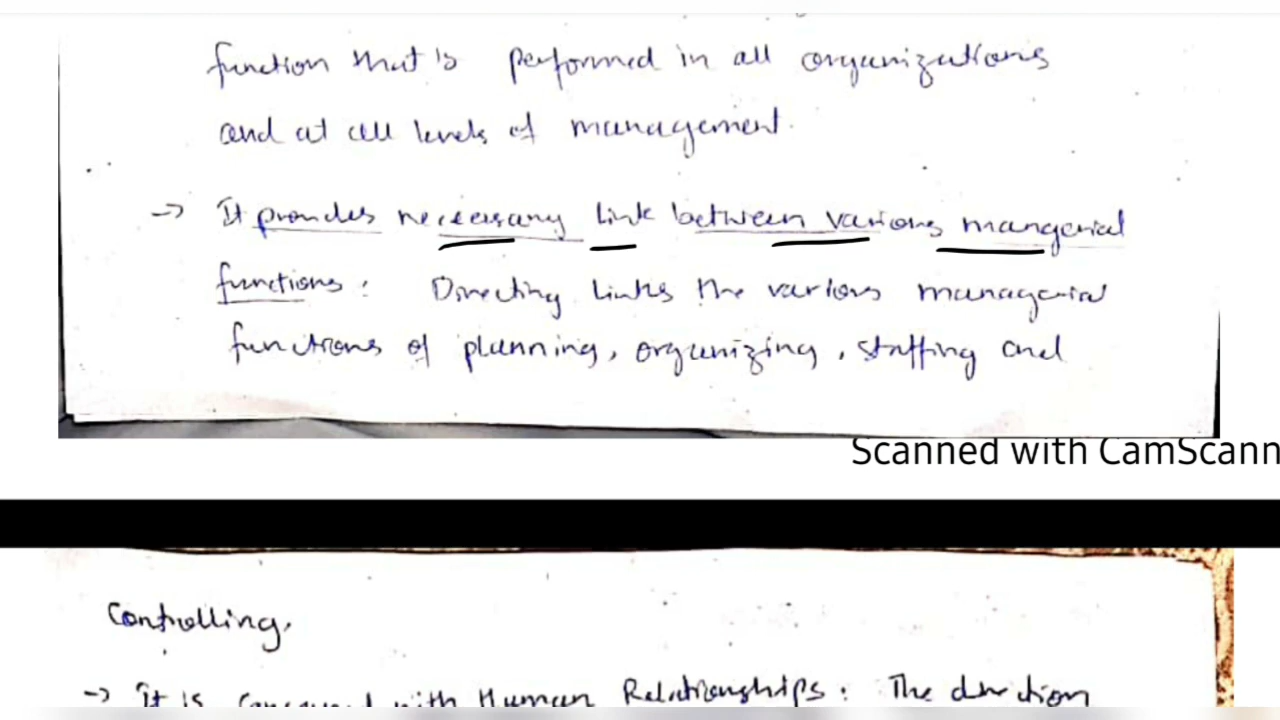 function that is performed in all organizations
and at all levels of management.
→ It provides necessary link between various mangerial
functions : Directing links the various managerial
functions of planning, organizing, staffing and
Scanned with CamScann
Controlling.
→ It is Concerned with Human Relationships : The direction